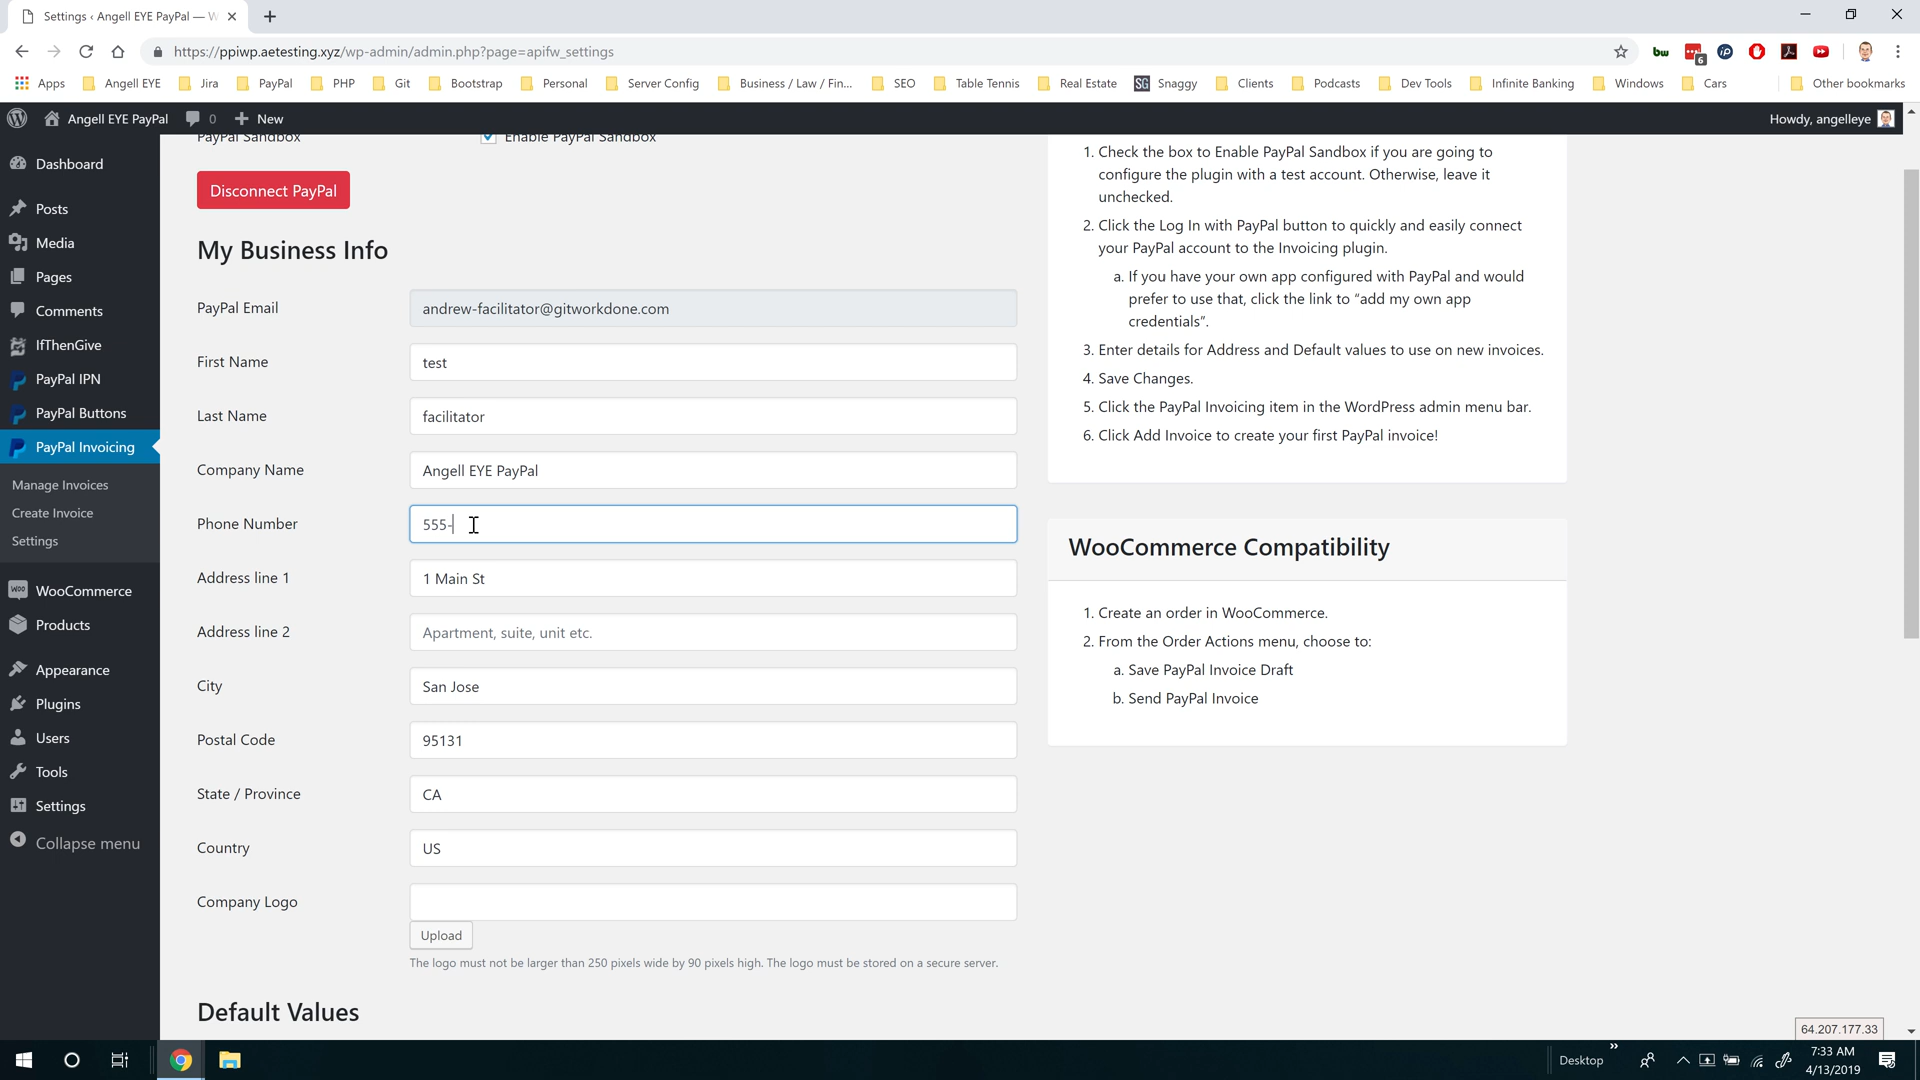 Settings ‹ Angell EYE PayPal — W
https://ppiwp.aetesting.xyz/wp-admin/admin.php?page=apifw_settings
6
Apps Angell EYE Jira PayPal PHP Git Bootstrap Personal Server Config Business / Law / Fin... SEO Table Tennis Real Estate SG Snaggy Clients Podcasts Dev Tools Infinite Banking Windows Cars Other bookmarks
Angell EYE PayPal 0 New Howdy, angelleye
Dashboard
Posts
Media
Pages
Comments
IfThenGive
PayPal IPN
PayPal Buttons
PayPal Invoicing
Manage Invoices
Create Invoice
Settings
WooCommerce
Products
Appearance
Plugins
Users
Tools
Settings
Collapse menu
PayPal Sandbox Enable PayPal Sandbox
Disconnect PayPal
My Business Info
PayPal Email andrew-facilitator@gitworkdone.com
First Name test
Last Name facilitator
Company Name Angell EYE PayPal
Phone Number 555-
Address line 1 1 Main St
Address line 2 Apartment, suite, unit etc.
City San Jose
Postal Code 95131
State / Province CA
Country US
Company Logo
Upload
The logo must not be larger than 250 pixels wide by 90 pixels high. The logo must be stored on a secure server.
Default Values
1. Check the box to Enable PayPal Sandbox if you are going to
configure the plugin with a test account. Otherwise, leave it
unchecked.
2. Click the Log In with PayPal button to quickly and easily connect
your PayPal account to the Invoicing plugin.
a. If you have your own app configured with PayPal and would
prefer to use that, click the link to “add my own app
credentials”.
3. Enter details for Address and Default values to use on new invoices.
4. Save Changes.
5. Click the PayPal Invoicing item in the WordPress admin menu bar.
6. Click Add Invoice to create your first PayPal invoice!
WooCommerce Compatibility
1. Create an order in WooCommerce.
2. From the Order Actions menu, choose to:
a. Save PayPal Invoice Draft
b. Send PayPal Invoice
64.207.177.33
Desktop
7:33 AM
4/13/2019